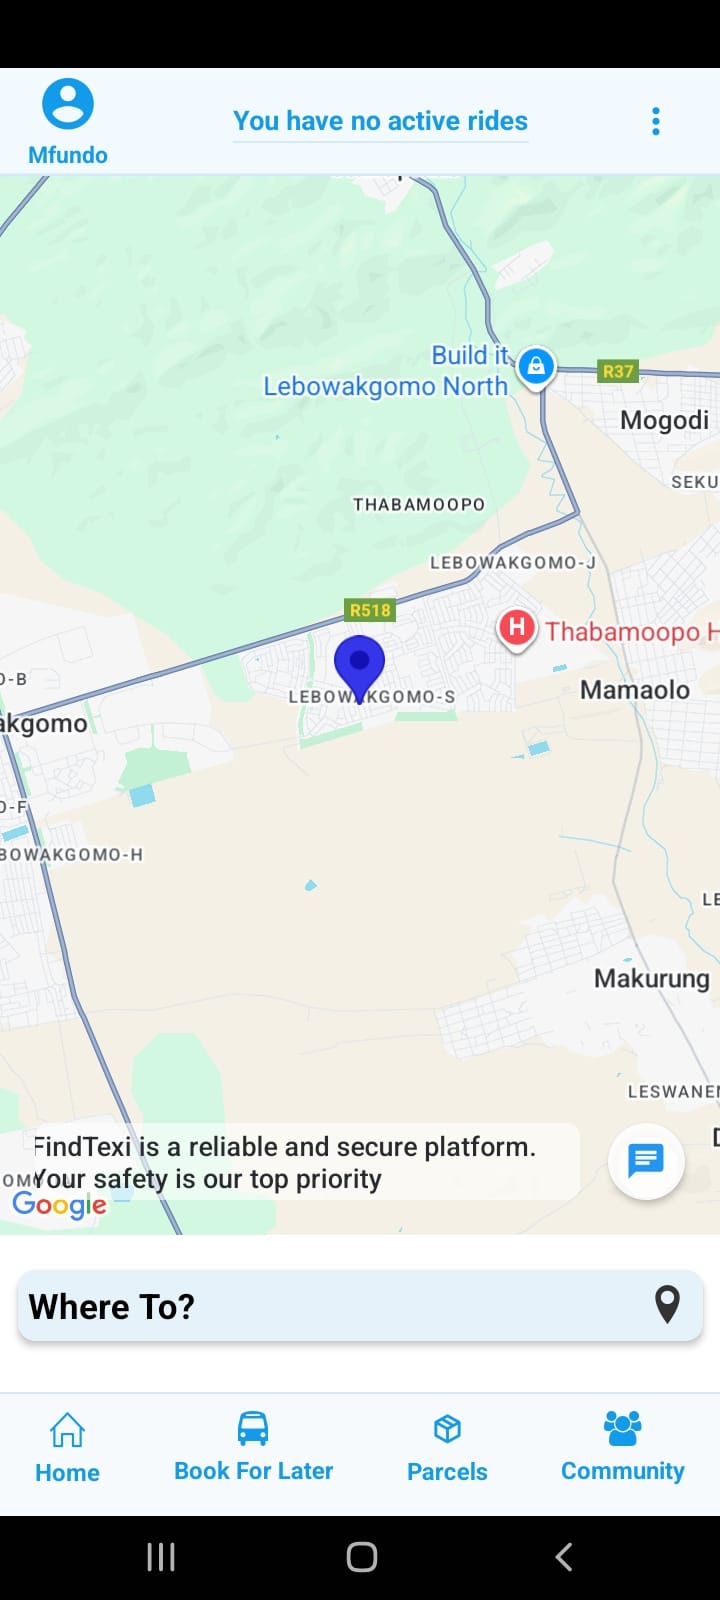 You have no active rides
Mfundo
Build it
Lebowakgomo North
R37
Mogodi
SEKU
THABAMOOPO
LEBOWAKGOMO-J
R518
H
Thabamoopo H
O-B
LEBOWAKGOMO-S
Mamaolo
akgomo
O-F
BOWAKGOMO-H
LE
Makurung
LESWANE
FindTexi is a reliable and secure platform.
Your safety is our top priority
OM
Google
Where To?
Home
Book For Later
Parcels
Community